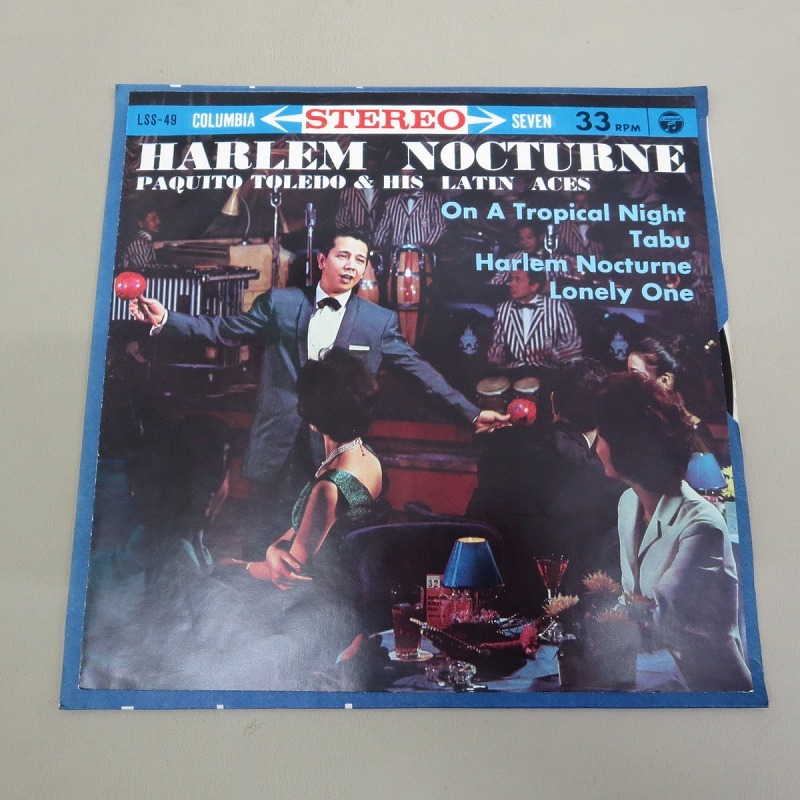 LSS-49 COLUMBIA STEREO SEVEN 33 RPM
HARLEM NOCTURNE
PAQUITO TOLEDO & HIS LATIN ACES
On A Tropical Night
Tabu
Harlem Nocturne
Lonely One
32